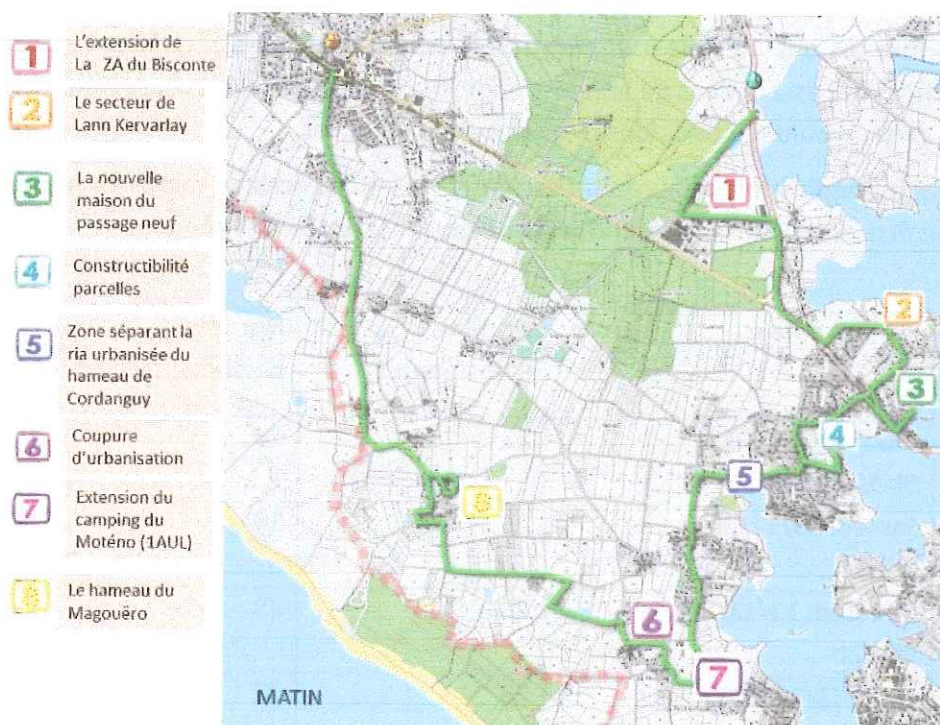 1
L'extension de
La ZA du Bisconte
2
Le secteur de
Lann Kervarlay
3
La nouvelle
maison du
passage neuf
4
Constructibilité
parcelles
5
Zone séparant la
ria urbanisée du
hameau de
Cordanguy
6
Coupure
d'urbanisation
7
Extension du
camping du
Moténo (1AUL)
8
Le hameau du
Magouëro
1
2
3
4
5
8
6
7
MATIN